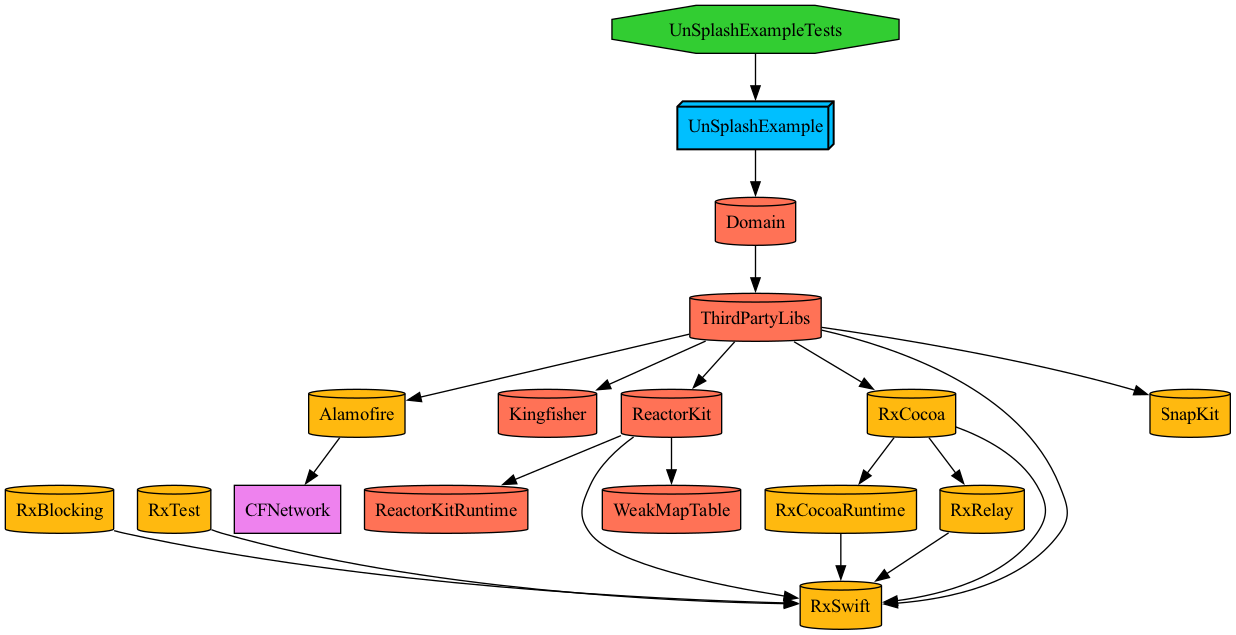 UnSplashExampleTests
UnSplashExample
Domain
ThirdPartyLibs
Alamofire
Kingfisher
ReactorKit
RxCocoa
SnapKit
RxBlocking
RxTest
CFNetwork
ReactorKitRuntime
WeakMapTable
RxCocoaRuntime
RxRelay
RxSwift